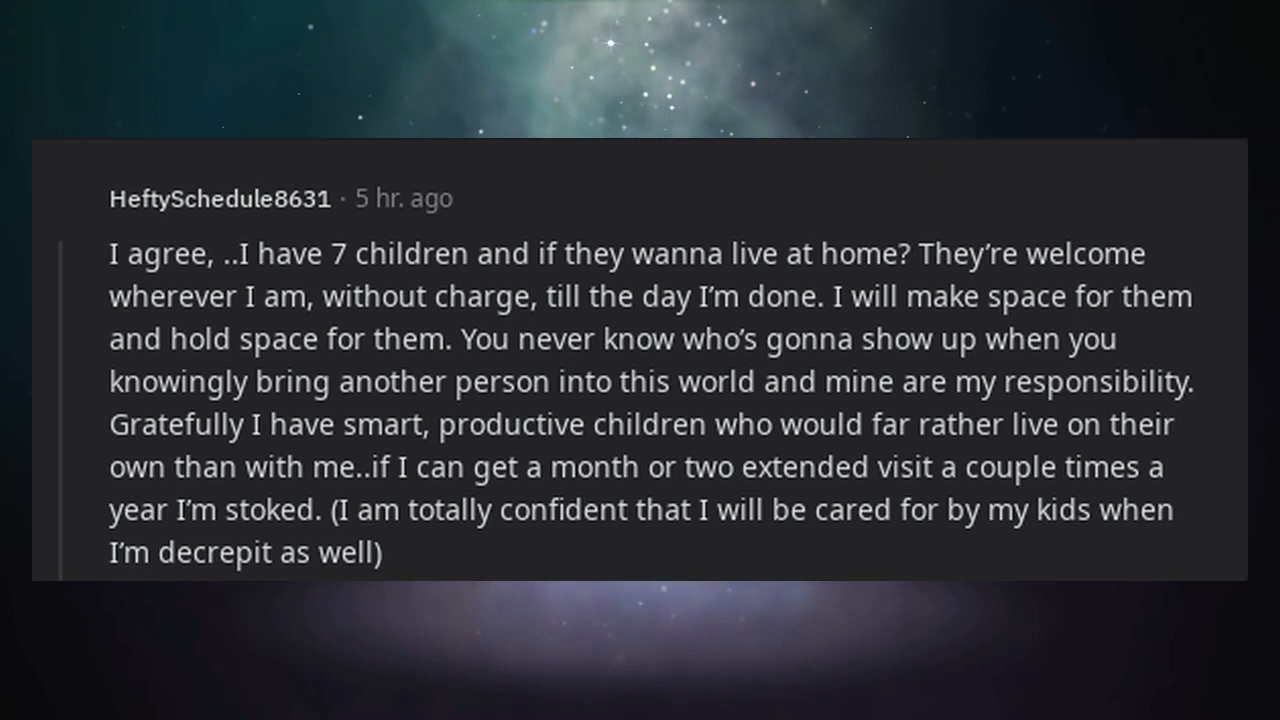 HeftySchedule8631 · 5 hr. ago
I agree, ..I have 7 children and if they wanna live at home? They’re welcome
wherever I am, without charge, till the day I’m done. I will make space for them
and hold space for them. You never know who’s gonna show up when you
knowingly bring another person into this world and mine are my responsibility.
Gratefully I have smart, productive children who would far rather live on their
own than with me..if I can get a month or two extended visit a couple times a
year I’m stoked. (I am totally confident that I will be cared for by my kids when
I’m decrepit as well)